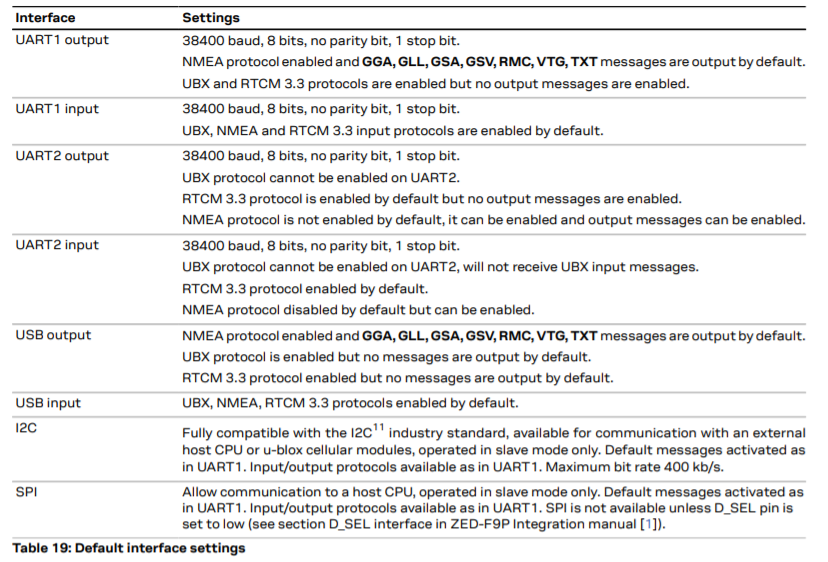 Interface Settings
UART1 output 38400 baud, 8 bits, no parity bit, 1 stop bit.
NMEA protocol enabled and GGA, GLL, GSA, GSV, RMC, VTG, TXT messages are output by default.
UBX and RTCM 3.3 protocols are enabled but no output messages are enabled.
UART1 input 38400 baud, 8 bits, no parity bit, 1 stop bit.
UBX, NMEA and RTCM 3.3 input protocols are enabled by default.
UART2 output 38400 baud, 8 bits, no parity bit, 1 stop bit.
UBX protocol cannot be enabled on UART2.
RTCM 3.3 protocol is enabled by default but no output messages are enabled.
NMEA protocol is not enabled by default, it can be enabled and output messages can be enabled.
UART2 input 38400 baud, 8 bits, no parity bit, 1 stop bit.
UBX protocol cannot be enabled on UART2, will not receive UBX input messages.
RTCM 3.3 protocol enabled by default.
NMEA protocol disabled by default but can be enabled.
USB output NMEA protocol enabled and GGA, GLL, GSA, GSV, RMC, VTG, TXT messages are output by default.
UBX protocol is enabled but no messages are output by default.
RTCM 3.3 protocol enabled but no messages are output by default.
USB input UBX, NMEA, RTCM 3.3 protocols enabled by default.
I2C Fully compatible with the I2C11 industry standard, available for communication with an external
host CPU or u-blox cellular modules, operated in slave mode only. Default messages activated as
in UART1. Input/output protocols available as in UART1. Maximum bit rate 400 kb/s.
SPI Allow communication to a host CPU, operated in slave mode only. Default messages activated as
in UART1. Input/output protocols available as in UART1. SPI is not available unless D_SEL pin is
set to low (see section D_SEL interface in ZED-F9P Integration manual [1]).
Table 19: Default interface settings